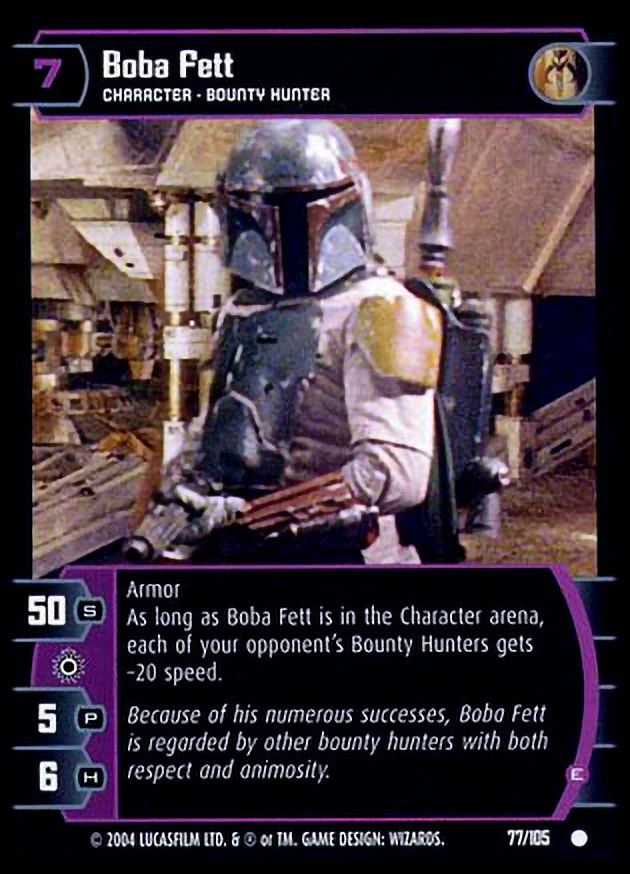 7
Boba Fett
CHARACTER - BOUNTY HUNTER
50 S
Armor
As long as Boba Fett is in the Character arena,
each of your opponent's Bounty Hunters gets
-20 speed.
5 P
Because of his numerous successes, Boba Fett
is regarded by other bounty hunters with both
respect and animosity.
6 H
E
© 2004 LUCASFILM LTD. & ® or TM. GAME DESIGN: WIZARDS.
77/105